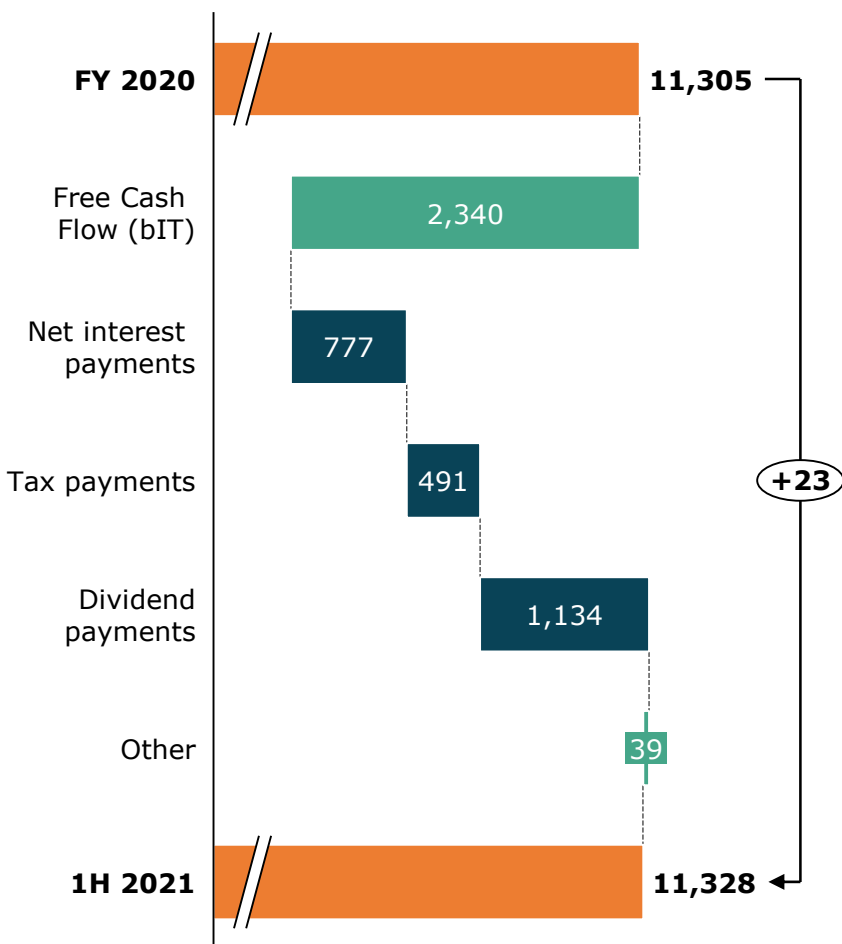 FY 2020
11,305
Free Cash
Flow (bIT)
2,340
Net interest
payments
777
Tax payments
491
+23
Dividend
payments
1,134
Other
39
1H 2021
11,328